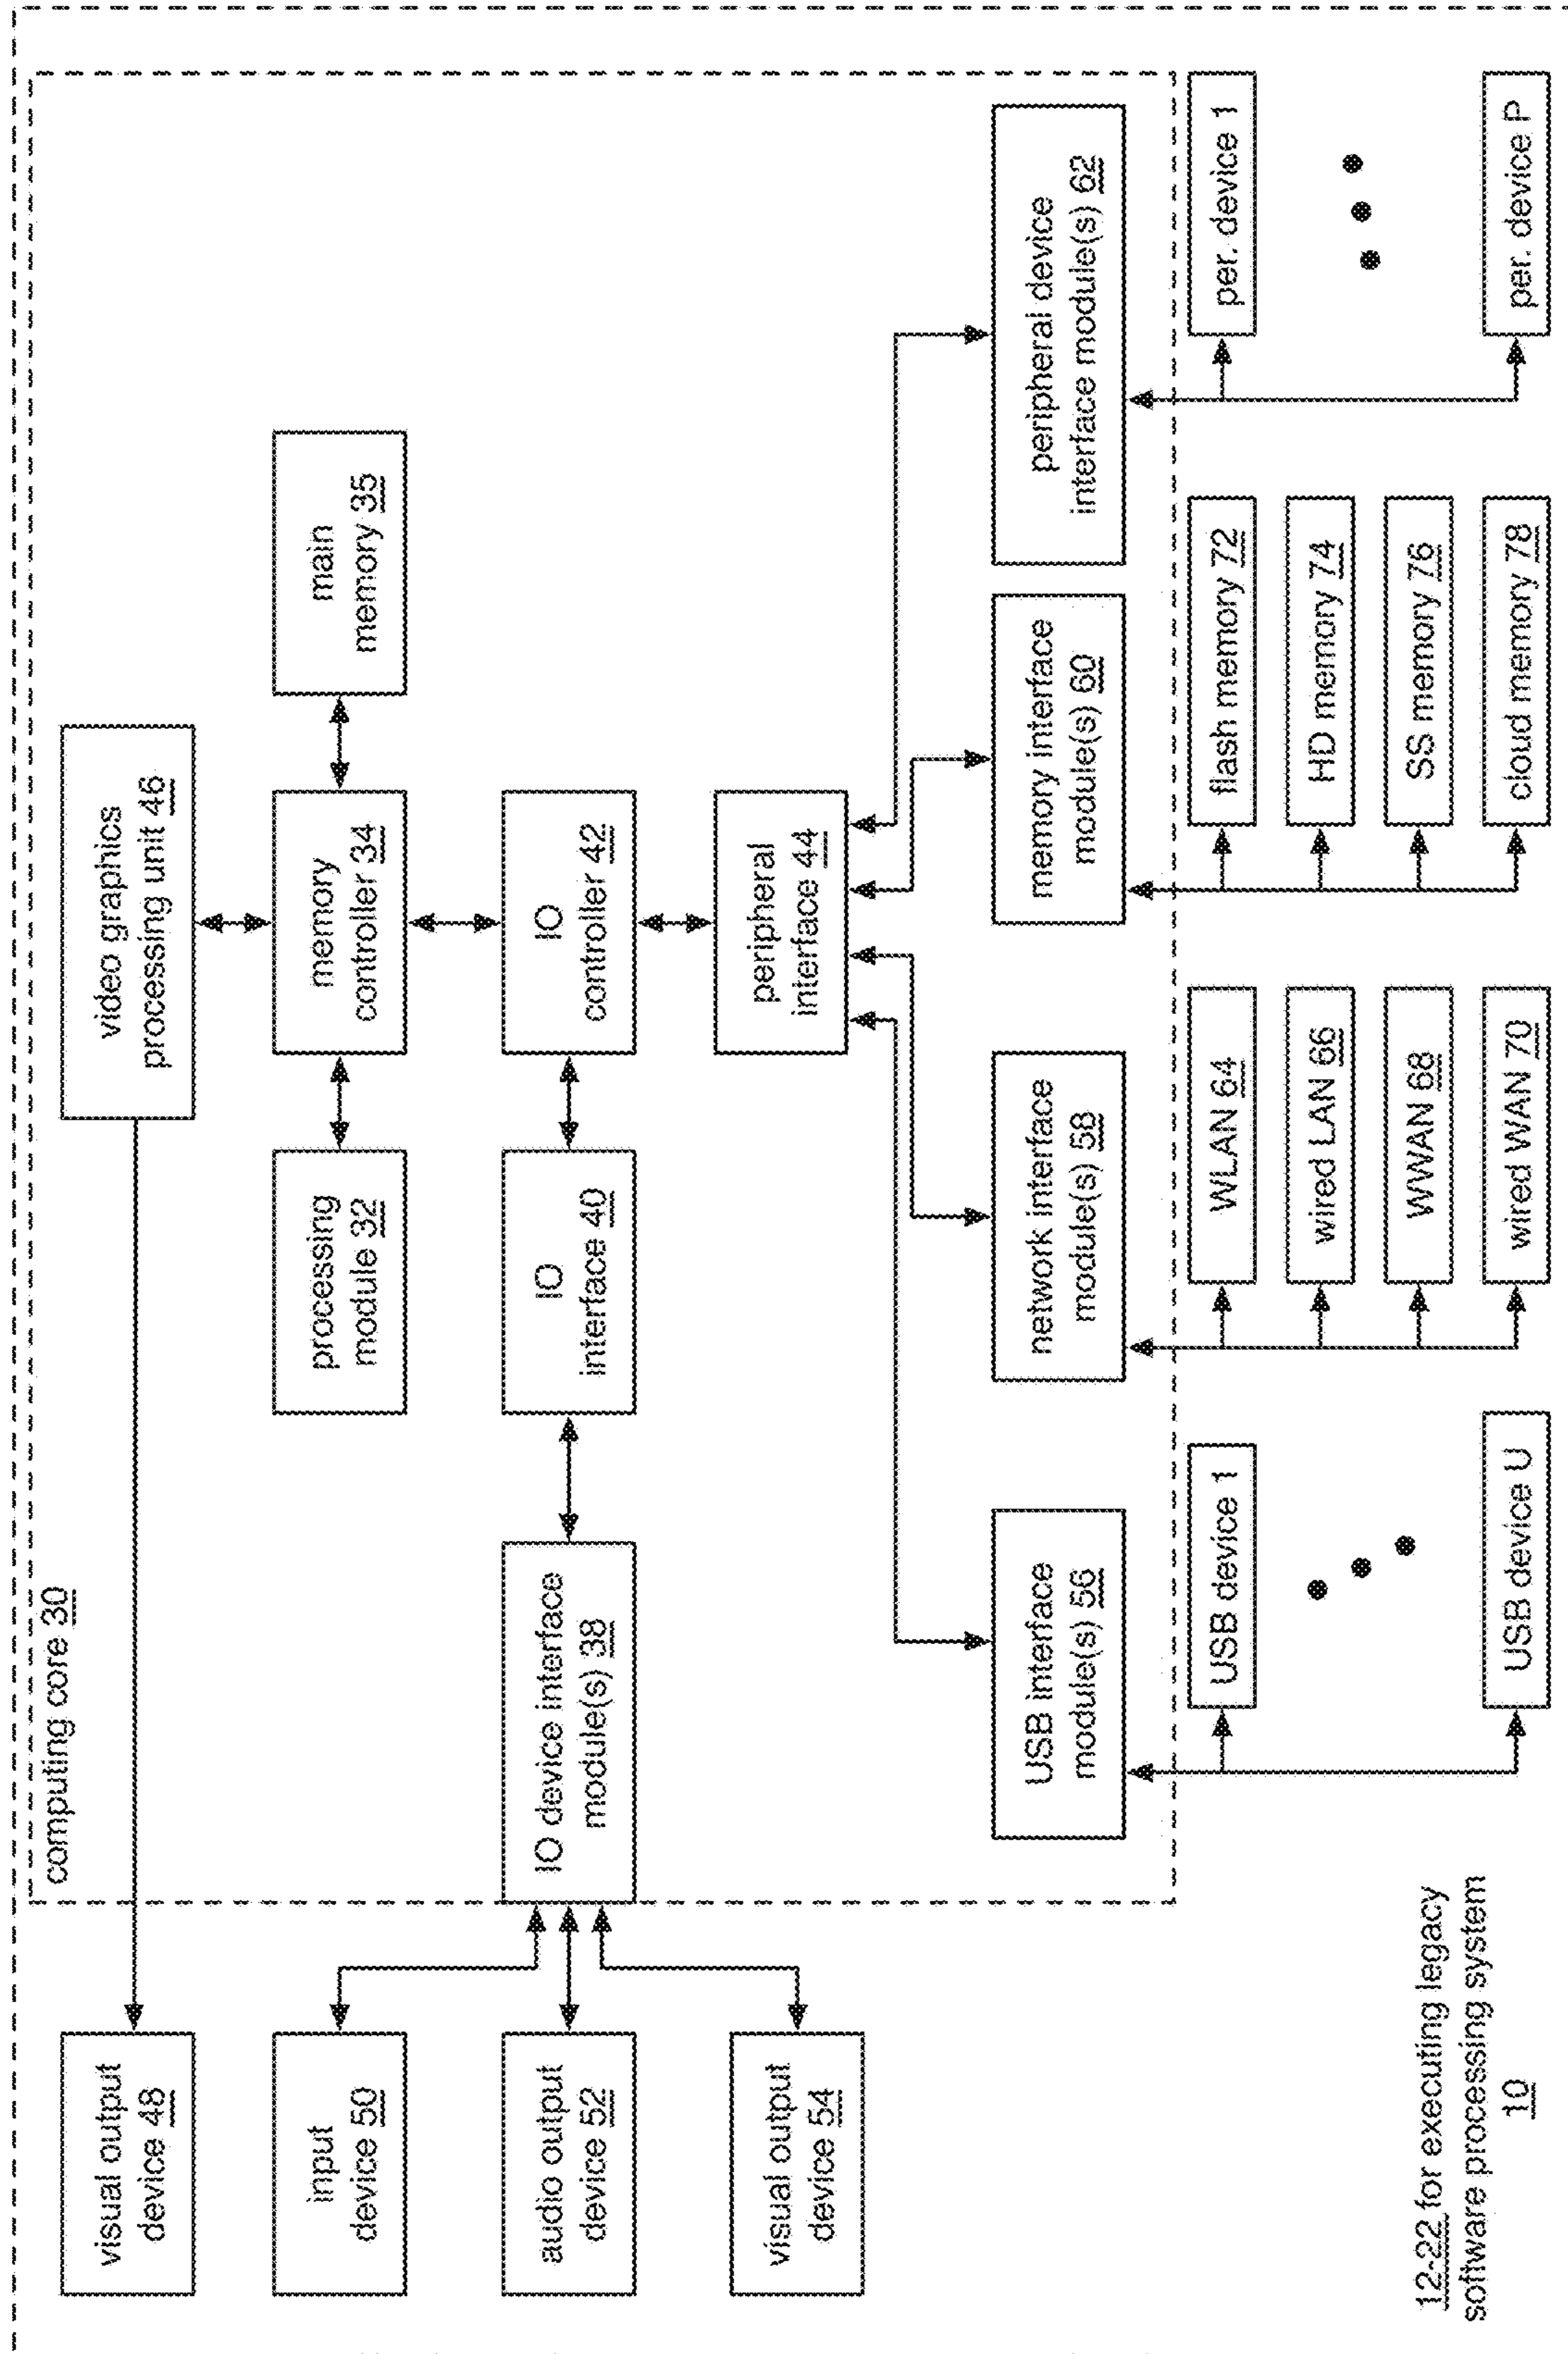 computing core 30
visual output
device 48
video graphics
processing unit 46
input
device 50
processing
module 32
memory
controller 34
main
memory 35
audio output
device 52
IO device interface
module(s) 38
IO
interface 40
IO
controller 42
visual output
device 54
peripheral
interface 44
USB interface
module(s) 56
network interface
module(s) 58
memory interface
module(s) 60
peripheral device
interface module(s) 62
USB device 1
USB device U
WLAN 64
wired LAN 66
WWAN 68
wired WAN 70
flash memory 72
HD memory 74
SS memory 76
cloud memory 78
per. device 1
per. device P
12-22 for executing legacy
software processing system
10